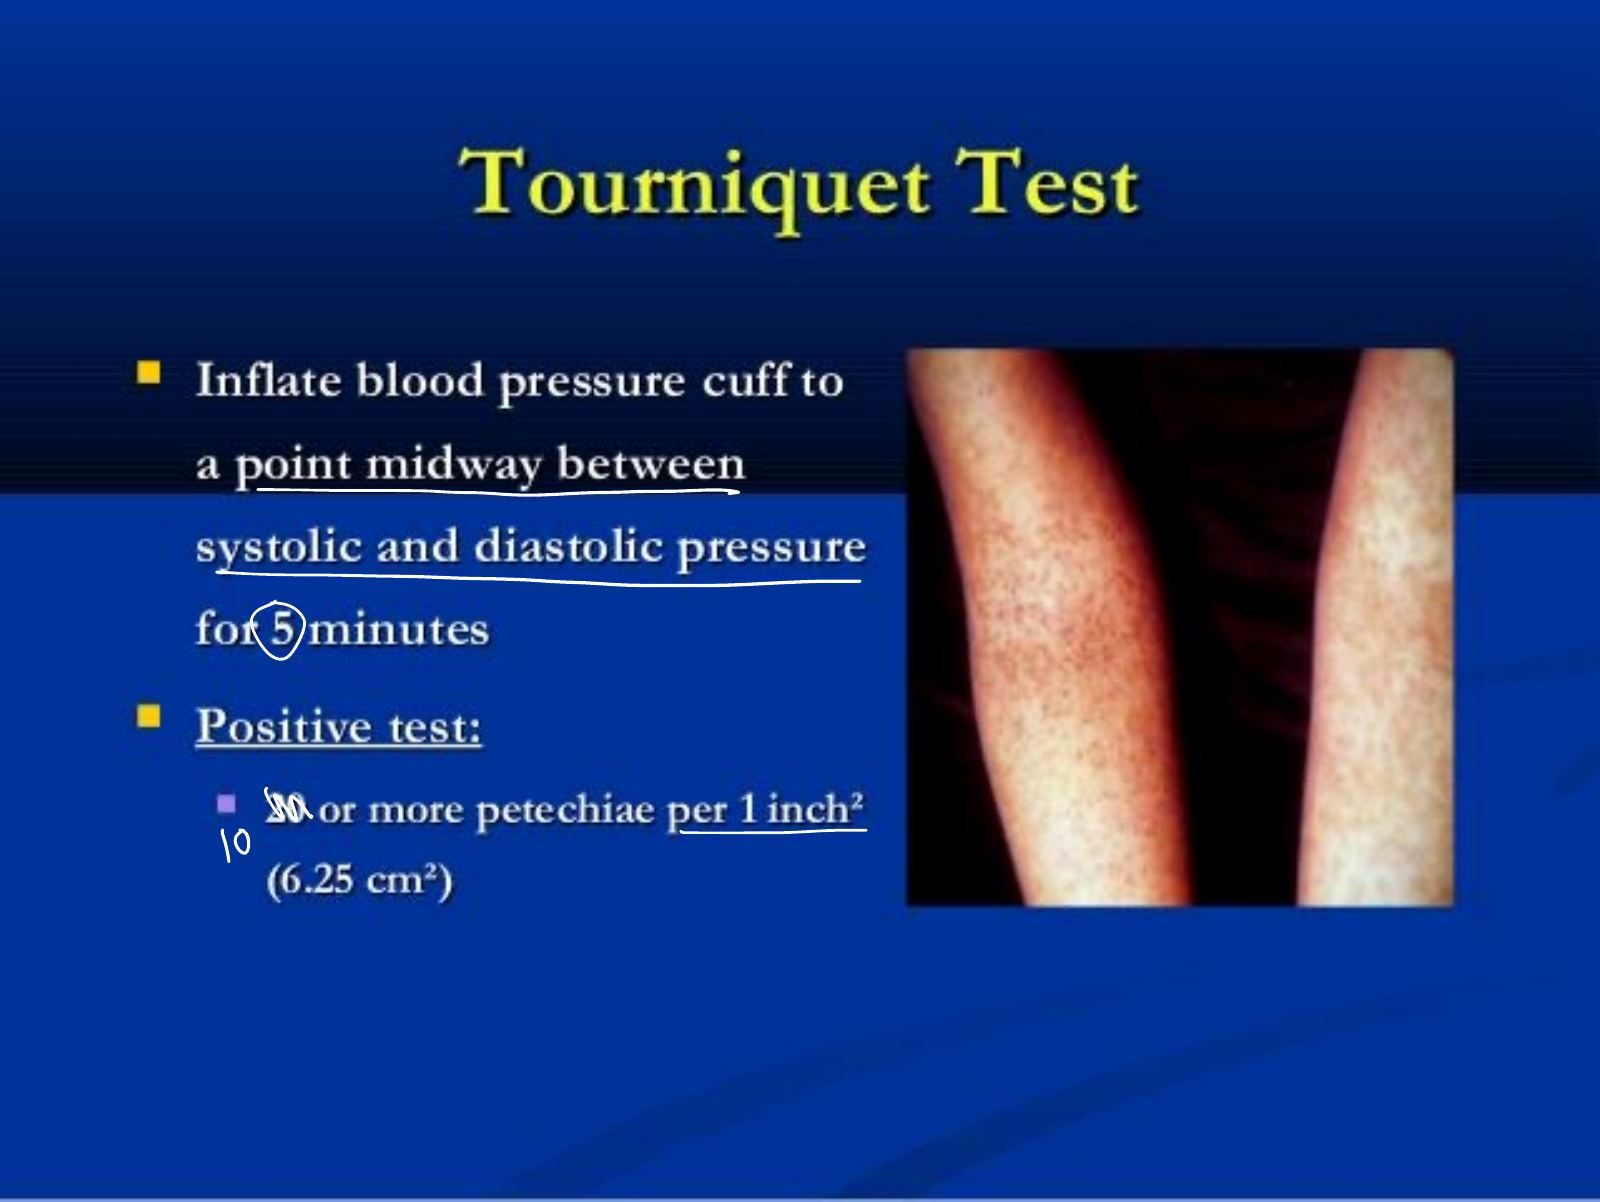 Tourniquet Test
Inflate blood pressure cuff to
a point midway between
systolic and diastolic pressure
for 5 minutes
Positive test:
or more petechiae per 1 inch²
10
(6.25 cm²)